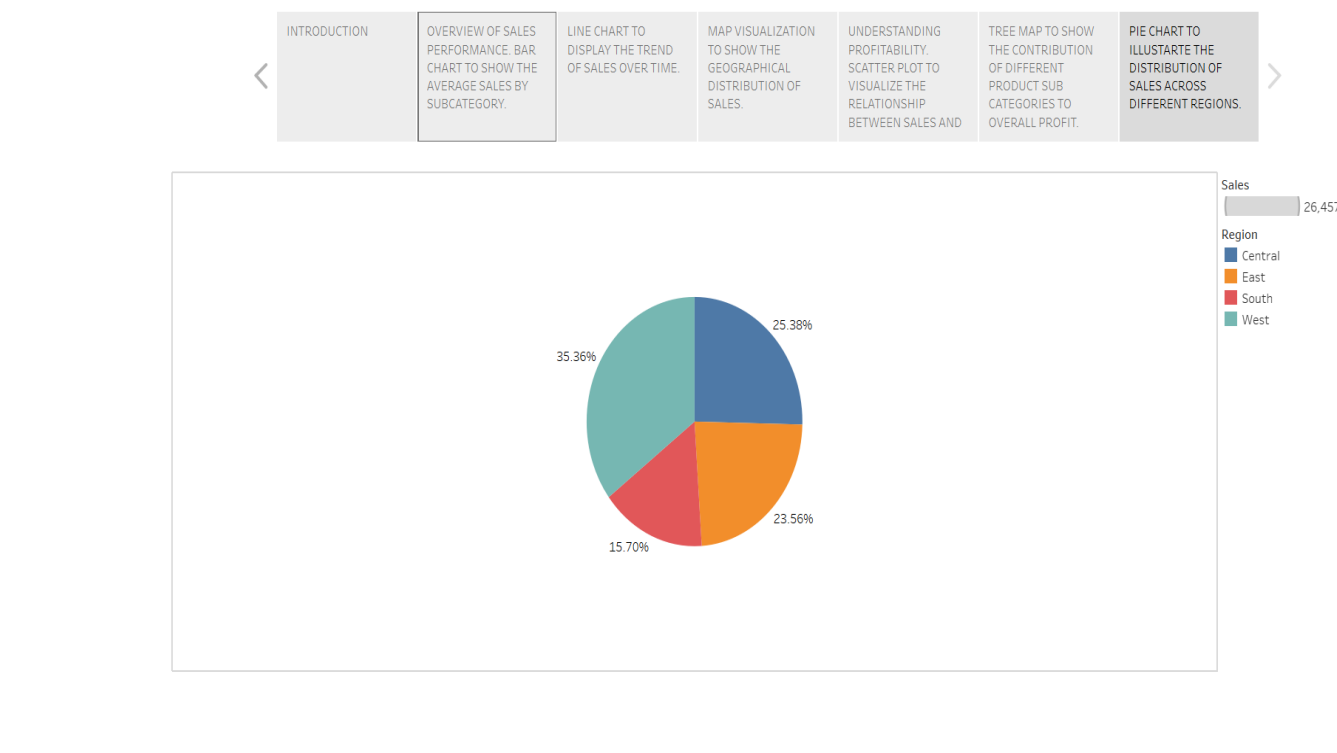 INTRODUCTION
OVERVIEW OF SALES
PERFORMANCE. BAR
CHART TO SHOW THE
AVERAGE SALES BY
SUBCATEGORY.
LINE CHART TO
DISPLAY THE TREND
OF SALES OVER TIME.
MAP VISUALIZATION
TO SHOW THE
GEOGRAPHICAL
DISTRIBUTION OF
SALES.
UNDERSTANDING
PROFITABILITY.
SCATTER PLOT TO
VISUALIZE THE
RELATIONSHIP
BETWEEN SALES AND
TREE MAP TO SHOW
THE CONTRIBUTION
OF DIFFERENT
PRODUCT SUB
CATEGORIES TO
OVERALL PROFIT.
PIE CHART TO
ILLUSTARTE THE
DISTRIBUTION OF
SALES ACROSS
DIFFERENT REGIONS.
Sales
26,457
Region
Central
East
South
West
25.38%
35.36%
23.56%
15.70%